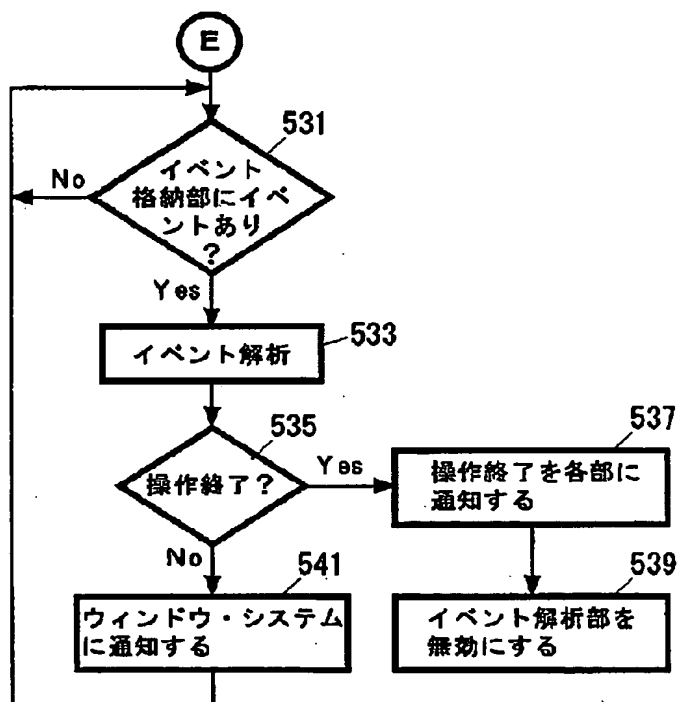 E
531
イベント
格納部にイベ
ントあり
?
No
Yes
イベント解析
533
535
操作終了?
Yes
537
操作終了を各部に
通知する
No
541
ウィンドウ・システム
に通知する
539
イベント解析部を
無効にする